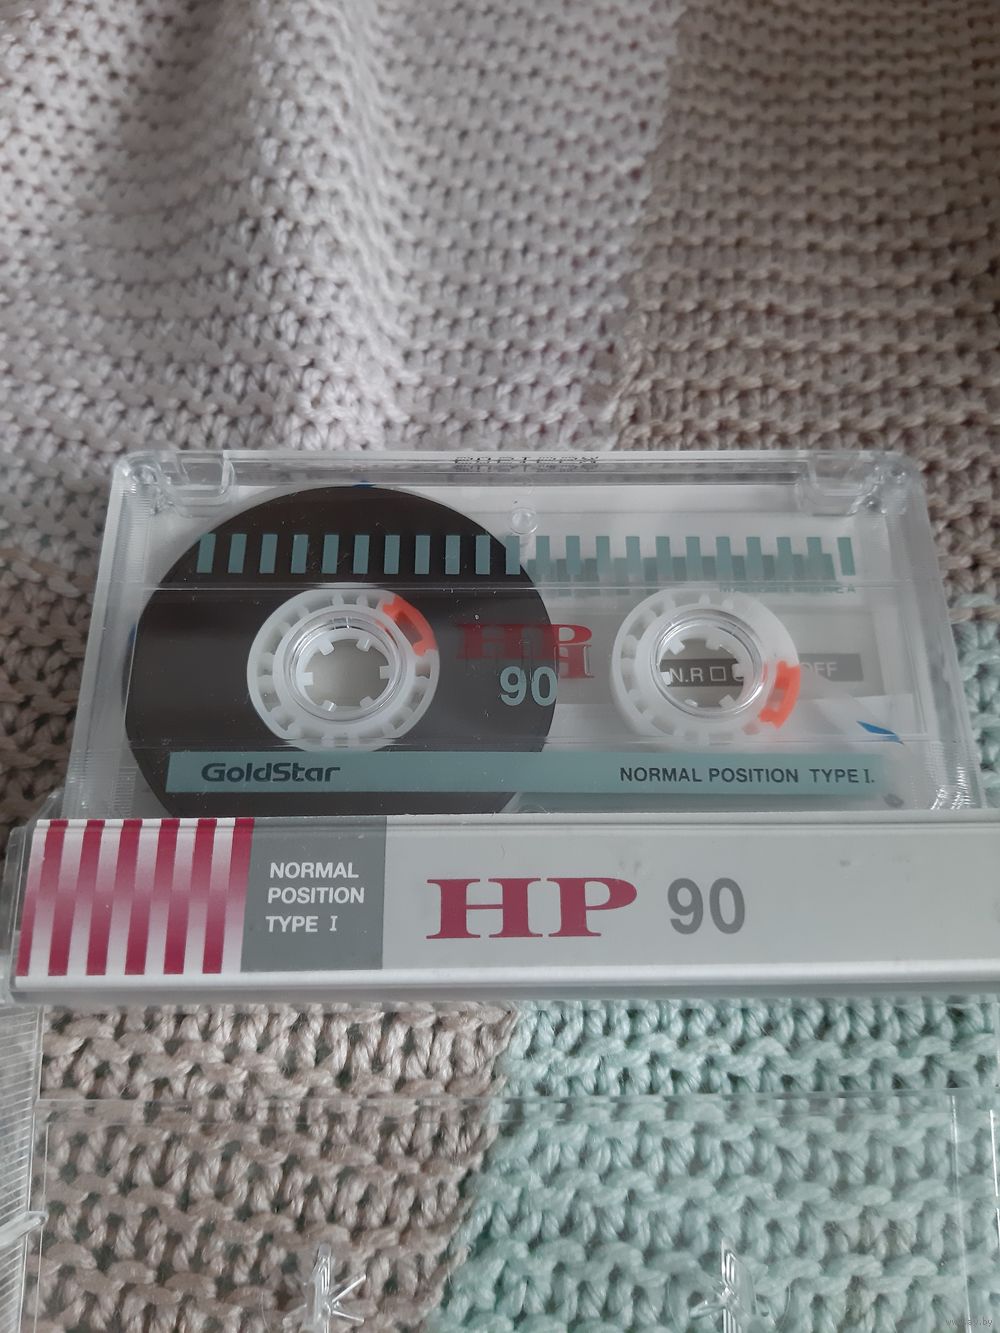 HP
90
N.R
OFF
GoldStar
NORMAL POSITION TYPE I.
NORMAL
POSITION
TYPE I
HP 90